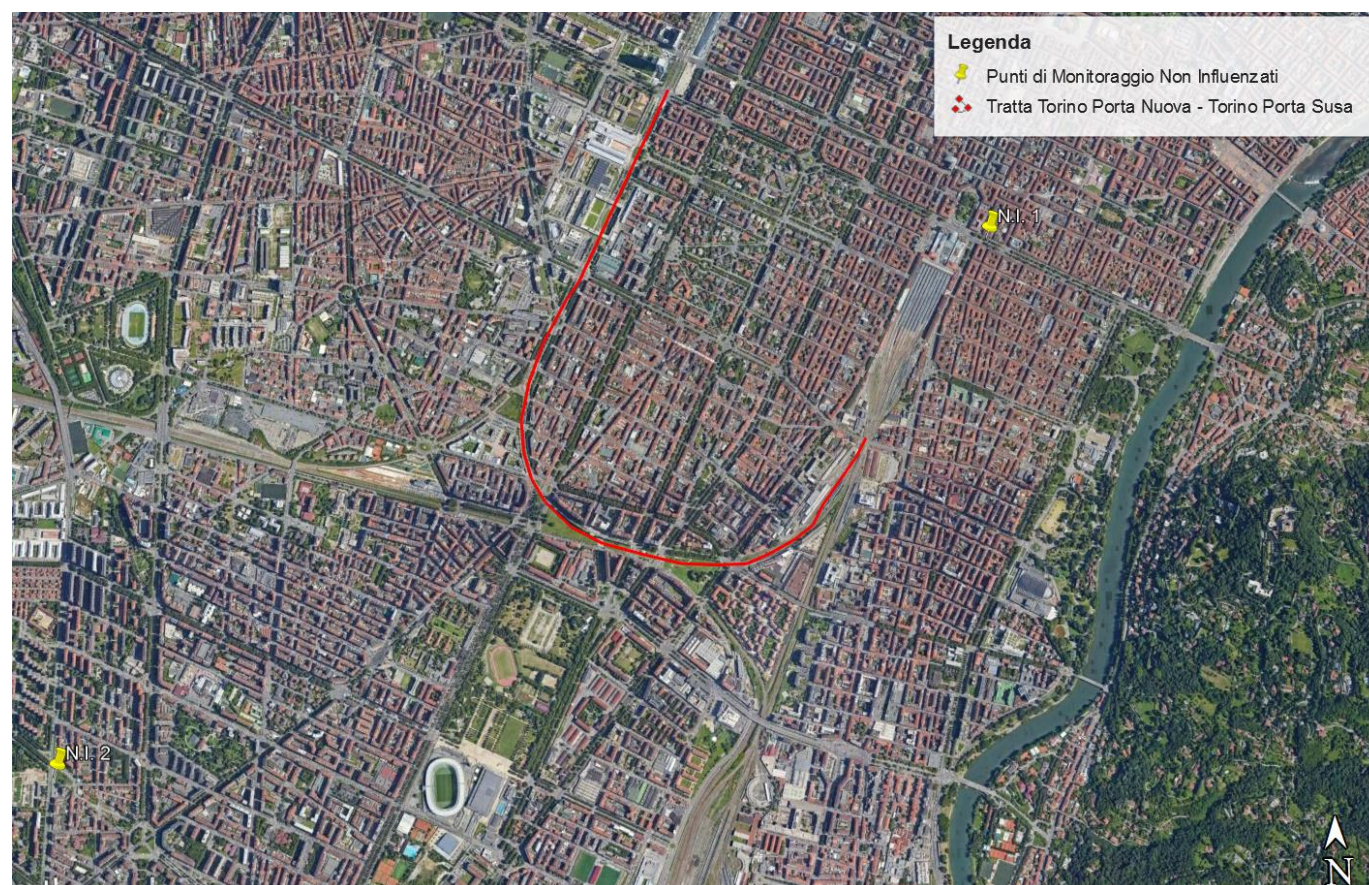 Legenda
Punti di Monitoraggio Non Influenzati
Tratta Torino Porta Nuova - Torino Porta Susa
N.I. 1
N.I. 2
N